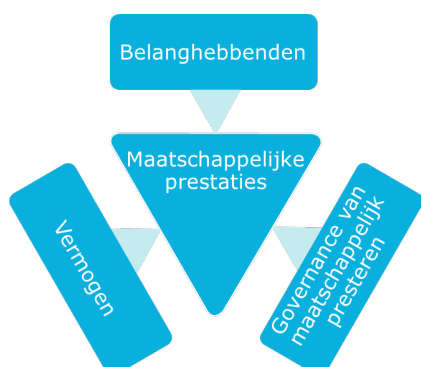 Belanghebbenden
Maatschappelijke
prestaties
Vermogen
Governance van
maatschappelijk
presteren